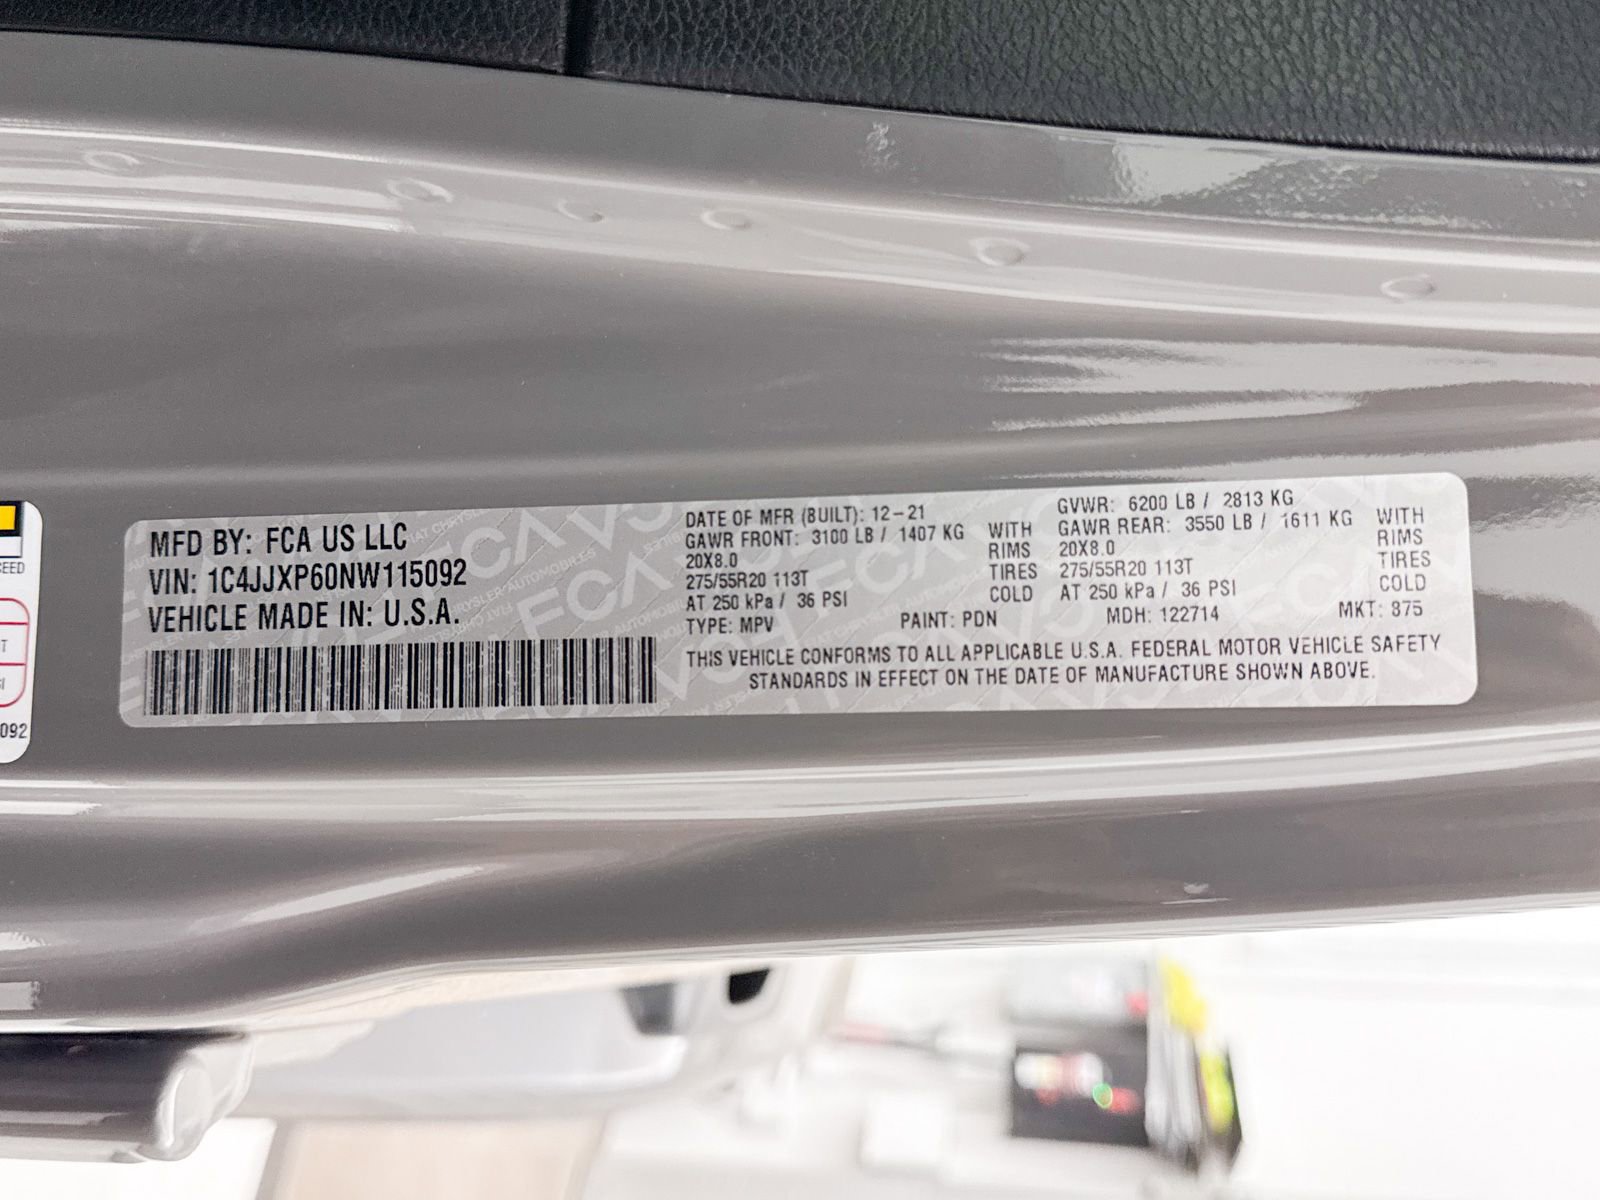 MFD BY: FCA US LLC
VIN: 1C4JJXP60NW115092
VEHICLE MADE IN: U.S.A.
DATE OF MFR (BUILT): 12-21
GAWR FRONT: 3100 LB / 1407 KG WITH
20X8.0 RIMS
275/55R20 113T TIRES
AT 250 kPa / 36 PSI COLD
GVWR: 6200 LB / 2813 KG
GAWR REAR: 3550 LB / 1611 KG WITH
20X8.0 RIMS
275/55R20 113T TIRES
AT 250 kPa / 36 PSI COLD
TYPE: MPV PAINT: PDN MDH: 122714 MKT: 875
THIS VEHICLE CONFORMS TO ALL APPLICABLE U.S.A. FEDERAL MOTOR VEHICLE SAFETY
STANDARDS IN EFFECT ON THE DATE OF MANUFACTURE SHOWN ABOVE.
092